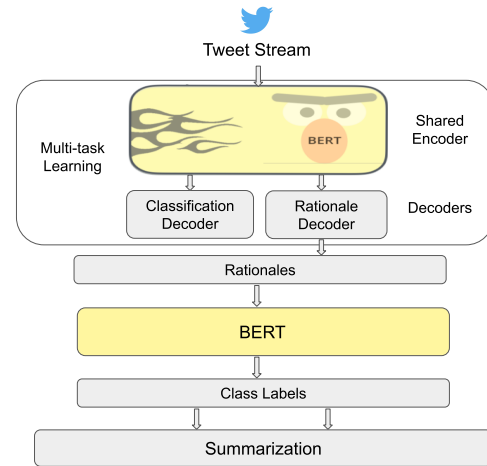 Tweet Stream
Multi-task
Learning
BERT
Shared
Encoder
Classification
Decoder
Rationale
Decoder
Decoders
Rationales
BERT
Class Labels
Summarization